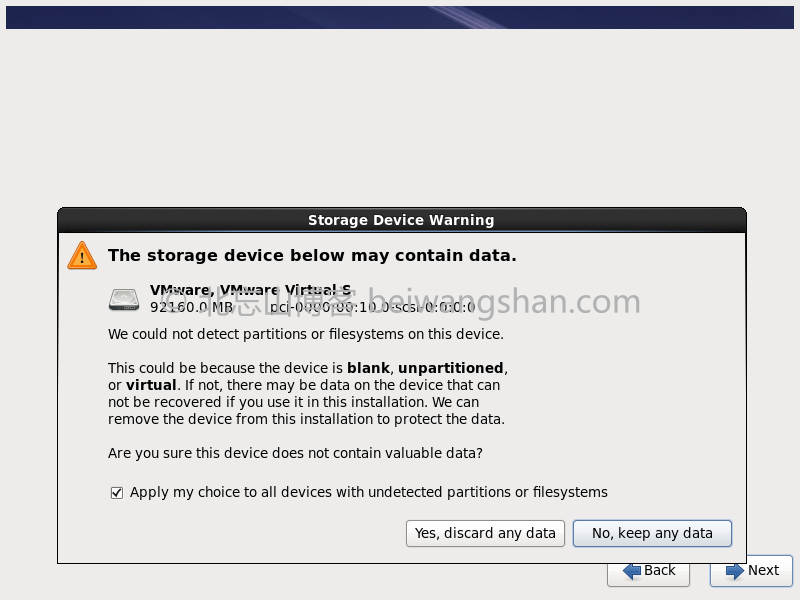 Storage Device Warning
The storage device below may contain data.
VMware, VMware Virtual S
92160.0 MB pci-0000:00:10.0-scsi-0:0:0:0
© 北忘山博客 beiwangshan.com
We could not detect partitions or filesystems on this device.
This could be because the device is blank, unpartitioned,
or virtual. If not, there may be data on the device that can
not be recovered if you use it in this installation. We can
remove the device from this installation to protect the data.
Are you sure this device does not contain valuable data?
Apply my choice to all devices with undetected partitions or filesystems
Yes, discard any data No, keep any data
Back Next